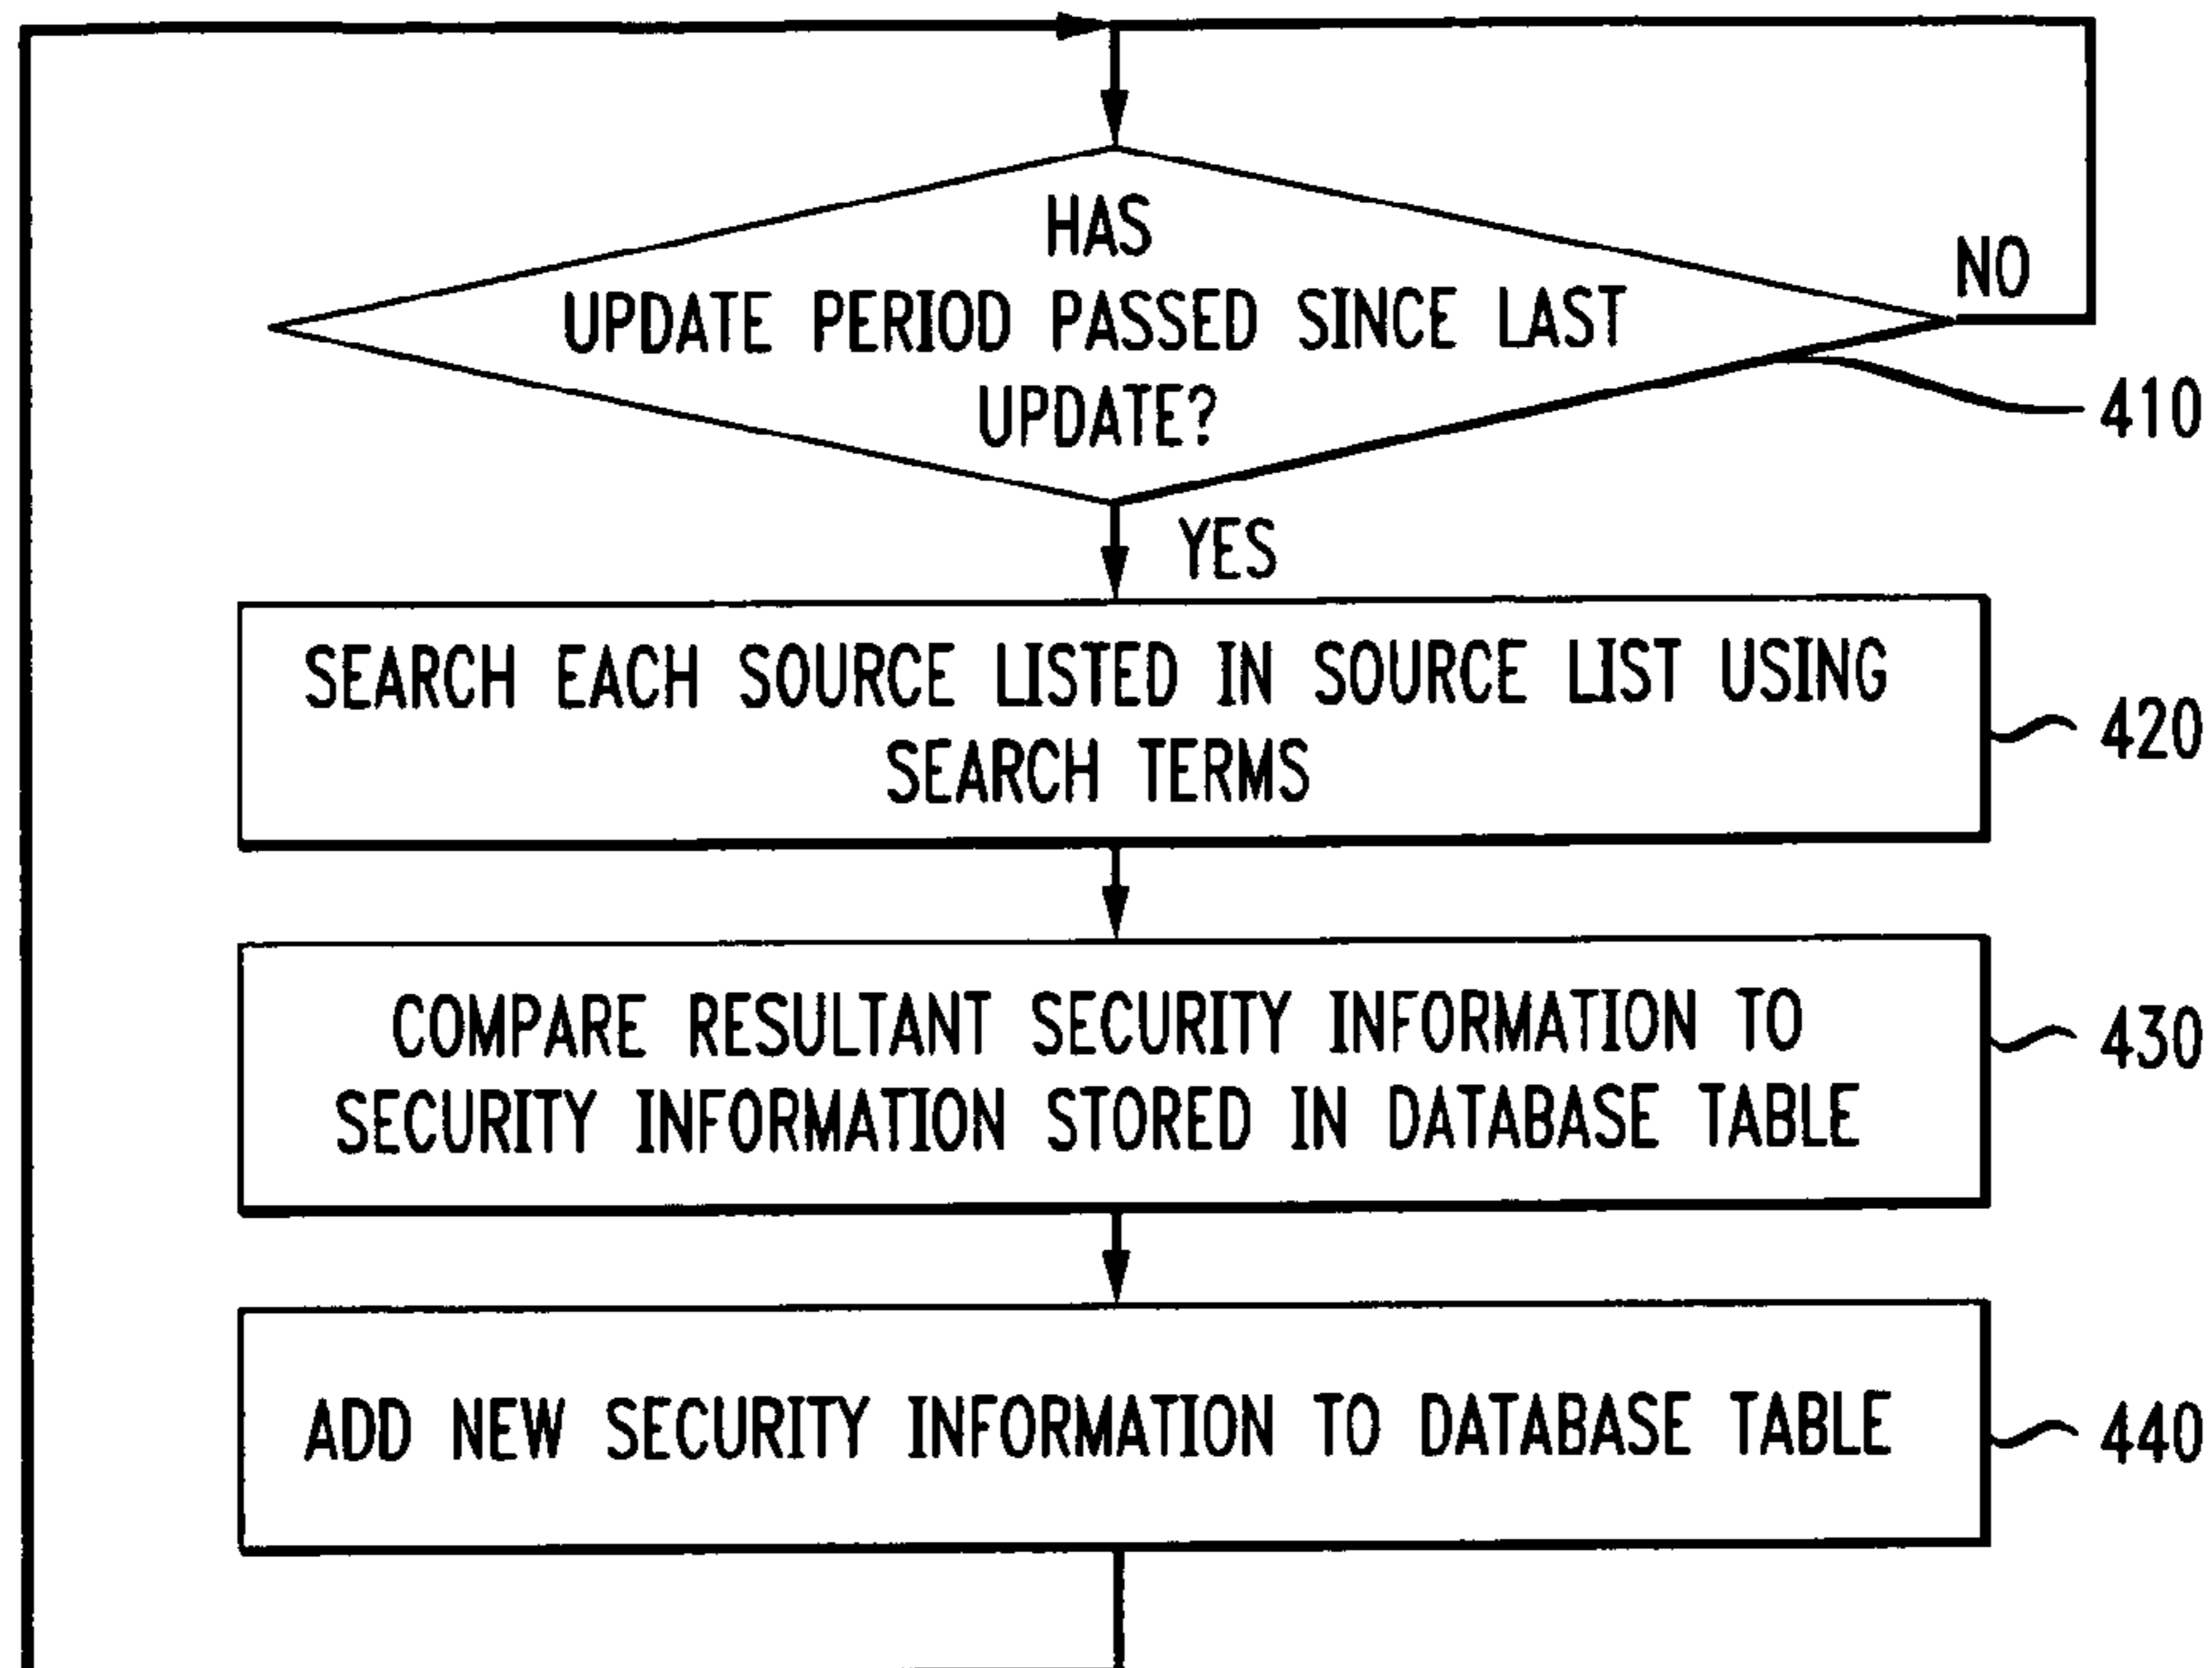 HAS
UPDATE PERIOD PASSED SINCE LAST
UPDATE?
NO
410
YES
SEARCH EACH SOURCE LISTED IN SOURCE LIST USING
SEARCH TERMS
420
COMPARE RESULTANT SECURITY INFORMATION TO
SECURITY INFORMATION STORED IN DATABASE TABLE
430
ADD NEW SECURITY INFORMATION TO DATABASE TABLE
440